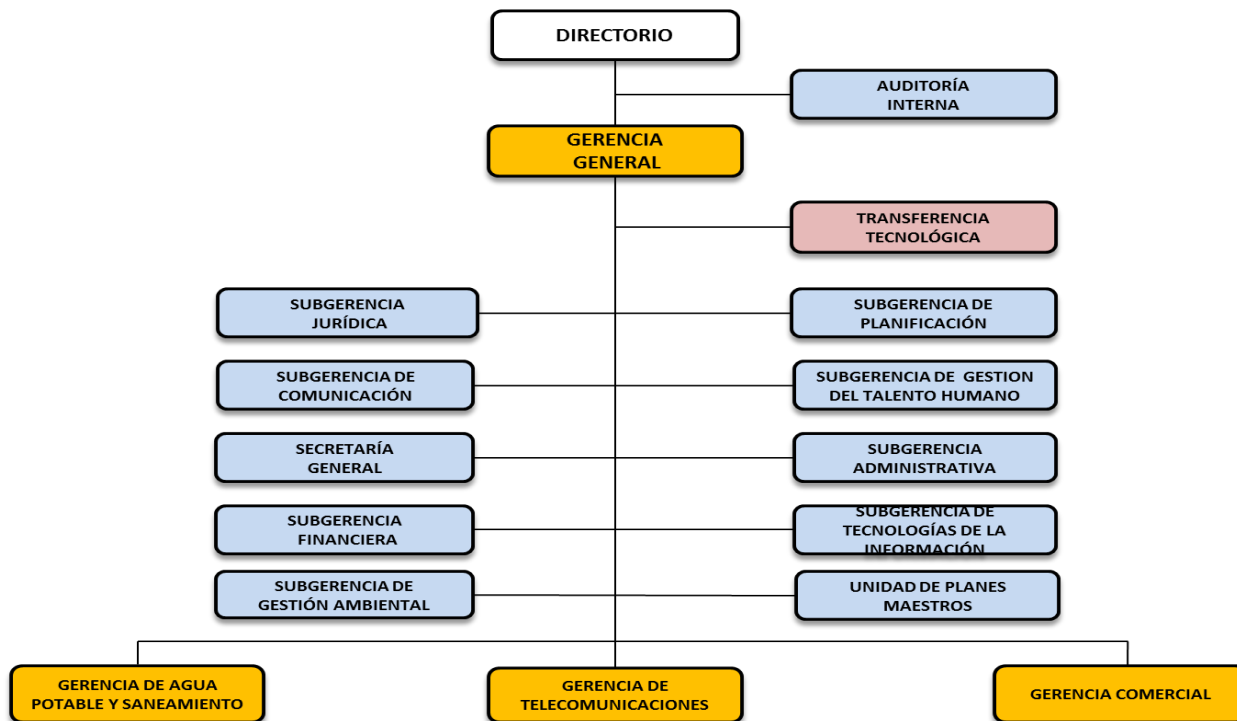 DIRECTORIO
AUDITORÍA
INTERNA
GERENCIA
GENERAL
TRANSFERENCIA
TECNOLÓGICA
SUBGERENCIA
JURÍDICA
SUBGERENCIA DE
PLANIFICACIÓN
SUBGERENCIA DE
COMUNICACIÓN
SUBGERENCIA DE GESTION
DEL TALENTO HUMANO
SECRETARÍA
GENERAL
SUBGERENCIA
ADMINISTRATIVA
SUBGERENCIA
FINANCIERA
SUBGERENCIA DE
TECNOLOGÍAS DE LA
INFORMACIÓN
SUBGERENCIA DE
GESTIÓN AMBIENTAL
UNIDAD DE PLANES
MAESTROS
GERENCIA DE AGUA
POTABLE Y SANEAMIENTO
GERENCIA DE
TELECOMUNICACIONES
GERENCIA COMERCIAL